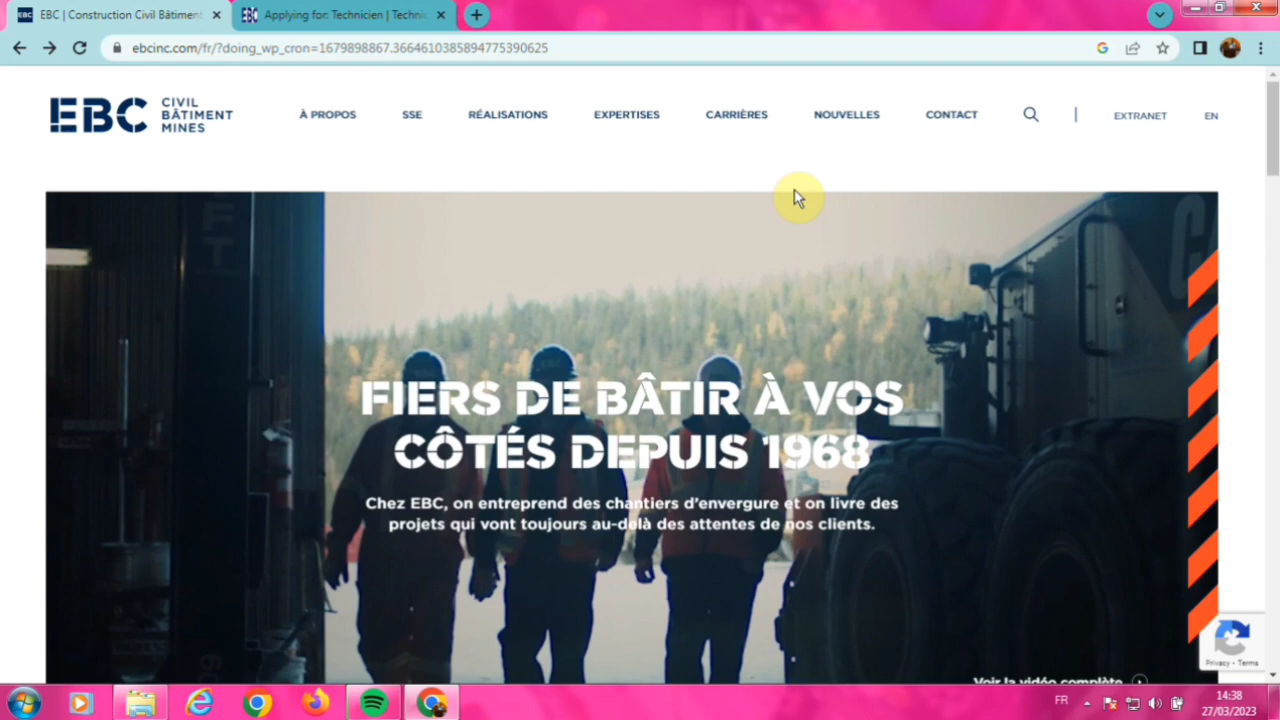 EBC | Construction Civil Bâtiment
Applying for: Technicien | Techni
ebcinc.com/fr/?doing_wp_cron=1679898867.3664610385894775390625
EBC CIVIL
BÂTIMENT
MINES
À PROPOS
SSE
RÉALISATIONS
EXPERTISES
CARRIÈRES
NOUVELLES
CONTACT
EXTRANET
EN
FIERS DE BÂTIR À VOS
CÔTÉS DEPUIS 1968
Chez EBC, on entreprend des chantiers d'envergure et on livre des
projets qui vont toujours au-delà des attentes de nos clients.
Voir la vidéo complète
Privacy - Terms
FR
14:38
27/03/2023